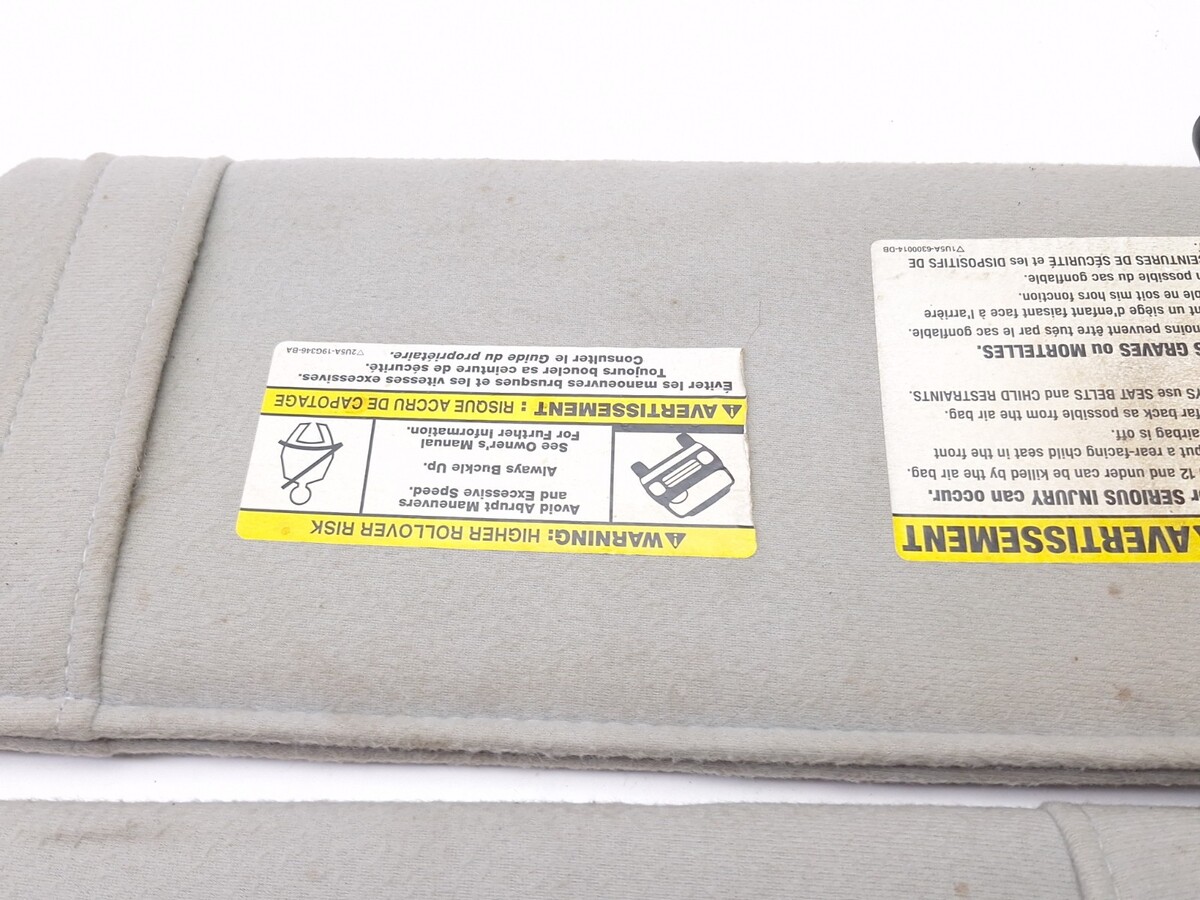 ⚠ WARNING: HIGHER ROLLOVER RISK
Avoid Abrupt Maneuvers
and Excessive Speed.
Always Buckle Up.
See Owner's Manual
For Further Information.
⚠ AVERTISSEMENT : RISQUE ACCRU DE CAPOTAGE
Éviter les manoeuvres brusques et les vitesses excessives.
Toujours boucler sa ceinture de sécurité.
Consulter le Guide du propriétaire.
▽2U5A-19G346-BA
AVERTISSEMENT
SERIOUS INJURY can occur.
12 and under can be killed by the air bag.
put a rear-facing child seat in the front
airbag is off.
far back as possible from the air bag.
use SEAT BELTS and CHILD RESTRAINTS.
GRAVES ou MORTELLES.
moins peuvent être tués par le sac gonflable.
un siège d'enfant faisant face à l'arrière
ne soit mis hors fonction.
possible du sac gonflable.
CEINTURES DE SÉCURITÉ et les DISPOSITIFS DE
▽1U5A-6300014-DB